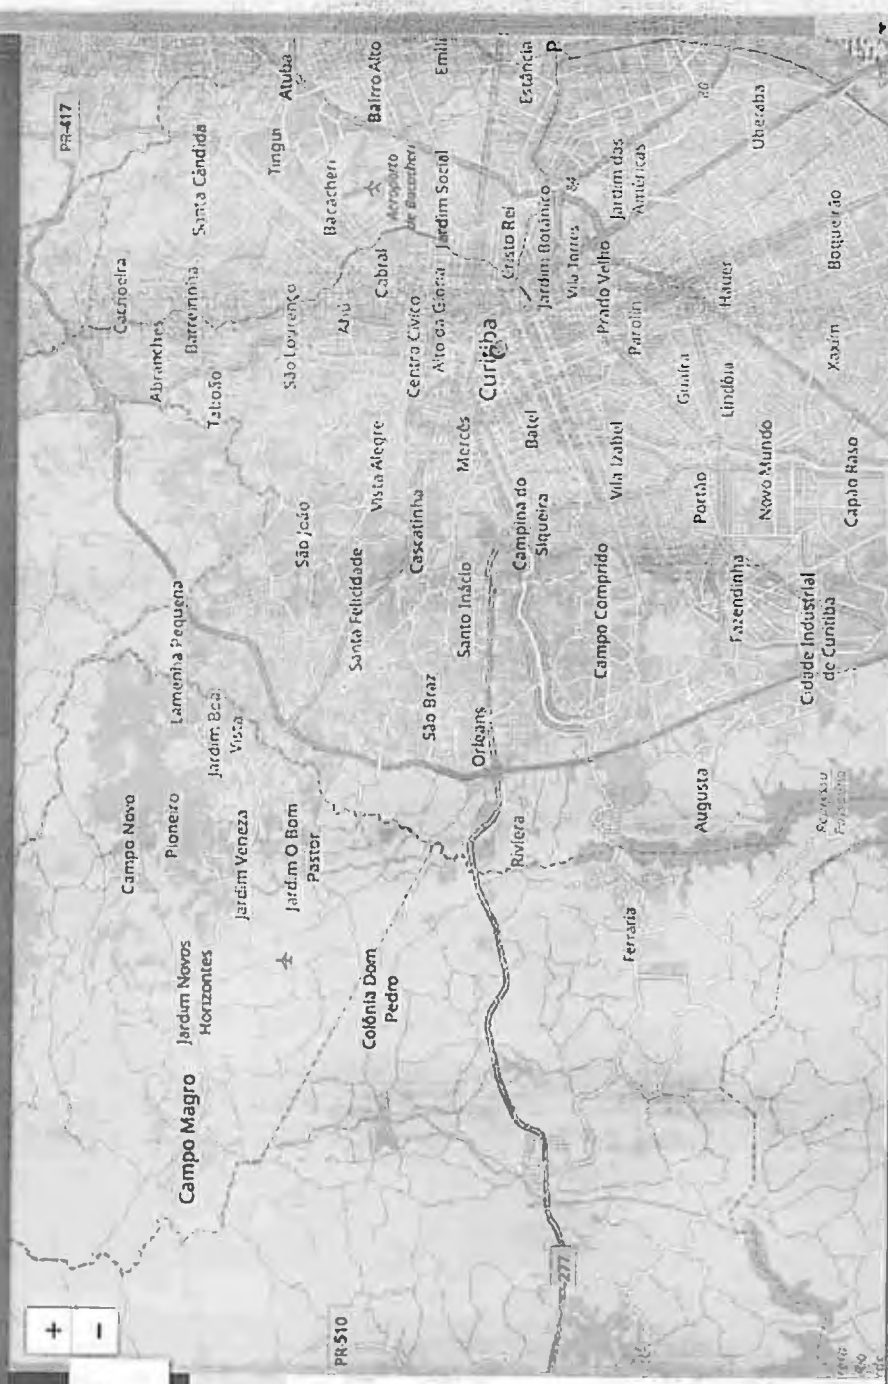 +
−
PR-510
277
Campo Magro
Jardim Novos
Horizontes
Colônia Dom
Pedro
Campo Novo
Pioneiro
Jardim Veneza
Jardim O Bom
Pastor
Jardim Boa
Vista
Lamenha Pequena
Riviera
Ferraria
Augusta
Orleans
São Braz
Santo Inácio
Santa Felicidade
São João
Cascatinha
Vista Alegre
Campina do
Siqueira
Campo Comprido
Fazendinha
Cidade Industrial
de Curitiba
Mercês
Batel
Vila Izabel
Portão
Novo Mundo
Capão Raso
Taboão
Abranches
Cachoeira
Barreirinha
São Lourenço
Ahú
Centro Cívico
Alto da Glória
Curitiba
Cabral
Guaíra
Lindóia
Parolin
Hauer
Xaxim
Boqueirão
Prado Velho
Vila Torres
Jardim Botânico
Cristo Rei
Jardim Social
Aeroporto
de Bacacheri
Bacacheri
Santa Cândida
PR-417
Tingui
Atuba
Bairro Alto
Emili
Estância
P
Jardim das
Américas
Uberaba